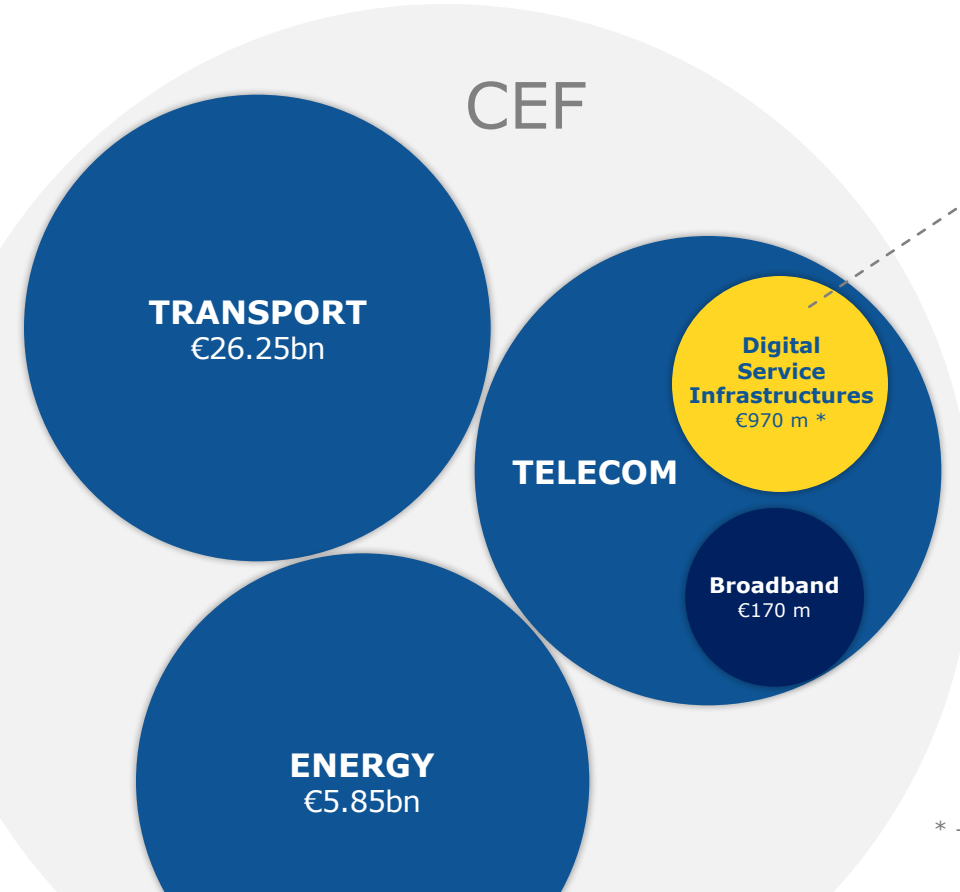 CEF
TRANSPORT
€26.25bn
TELECOM
Digital
Service
Infrastructures
€970 m *
Broadband
€170 m
ENERGY
€5.85bn
*